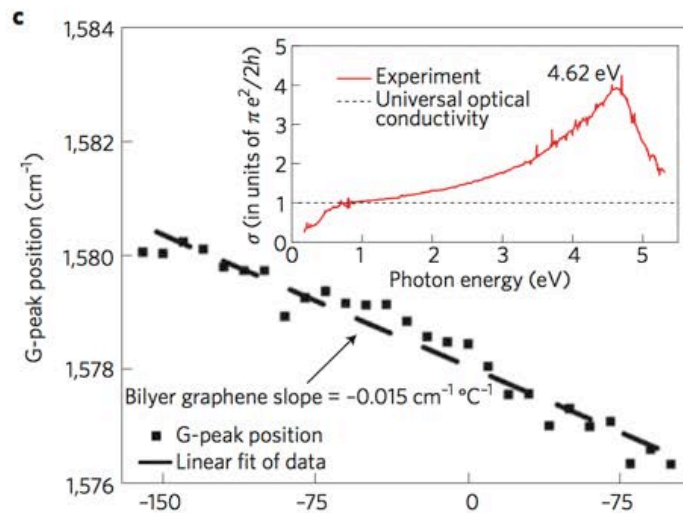 c
1,584
1,582
1,580
1,578
1,576
G-peak position (cm⁻¹)
σ (in units of πe²/2h)
5
4
3
2
1
0
Experiment
Universal optical
conductivity
4.62 eV
0 1 2 3 4 5
Photon energy (eV)
Bilyer graphene slope = –0.015 cm⁻¹ °C⁻¹
G-peak position
Linear fit of data
–150 –75 0 –75